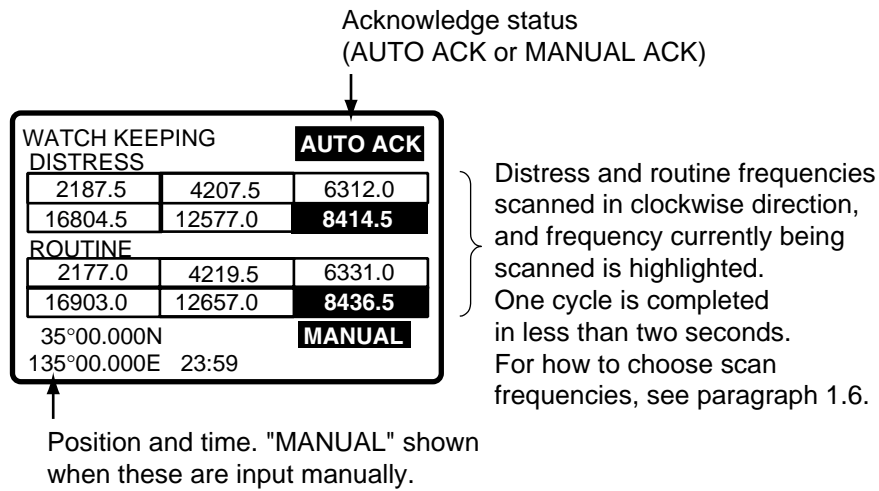 Acknowledge status
(AUTO ACK or MANUAL ACK)
WATCH KEEPING AUTO ACK
DISTRESS
2187.5 4207.5 6312.0
16804.5 12577.0 8414.5
ROUTINE
2177.0 4219.5 6331.0
16903.0 12657.0 8436.5
35°00.000N MANUAL
135°00.000E 23:59
Distress and routine frequencies
scanned in clockwise direction,
and frequency currently being
scanned is highlighted.
One cycle is completed
in less than two seconds.
For how to choose scan
frequencies, see paragraph 1.6.
Position and time. "MANUAL" shown
when these are input manually.